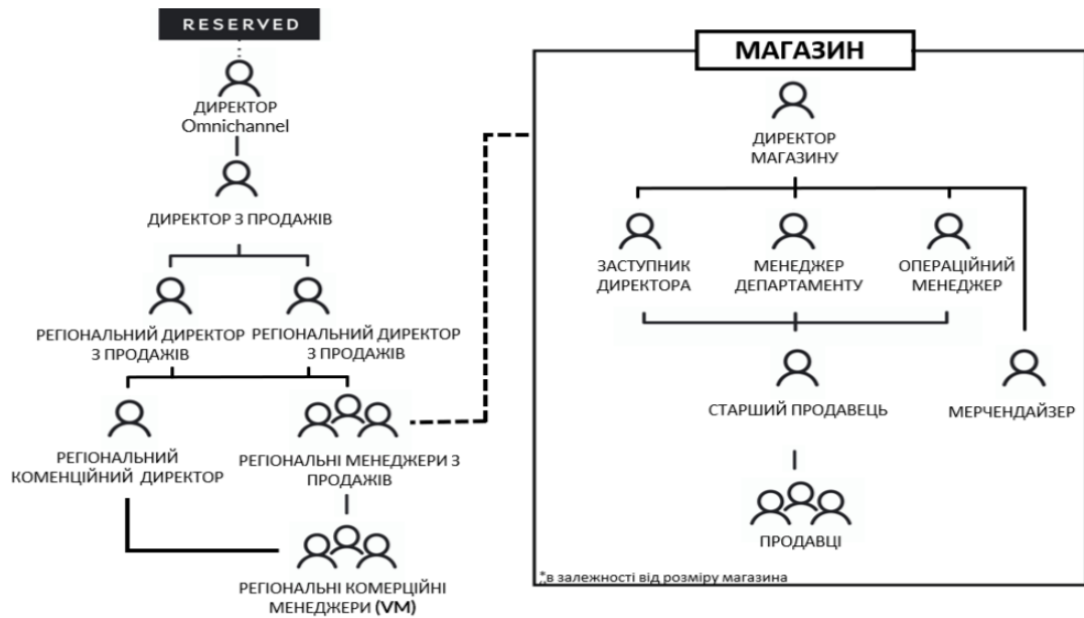 RESERVED
ДИРЕКТОР
Omnichannel
ДИРЕКТОР З ПРОДАЖІВ
РЕГІОНАЛЬНИЙ ДИРЕКТОР
З ПРОДАЖІВ
РЕГІОНАЛЬНИЙ ДИРЕКТОР
З ПРОДАЖІВ
РЕГІОНАЛЬНИЙ
КОМЕНЦІЙНИЙ ДИРЕКТОР
РЕГІОНАЛЬНІ МЕНЕДЖЕРИ З
ПРОДАЖІВ
РЕГІОНАЛЬНІ КОМЕРЦІЙНІ
МЕНЕДЖЕРИ (VM)
МАГАЗИН
ДИРЕКТОР
МАГАЗИНУ
ЗАСТУПНИК
ДИРЕКТОРА
МЕНЕДЖЕР
ДЕПАРТАМЕНТУ
ОПЕРАЦІЙНИЙ
МЕНЕДЖЕР
СТАРШИЙ ПРОДАВЕЦЬ
МЕРЧЕНДАЙЗЕР
ПРОДАВЦІ
*в залежності від розміру магазина